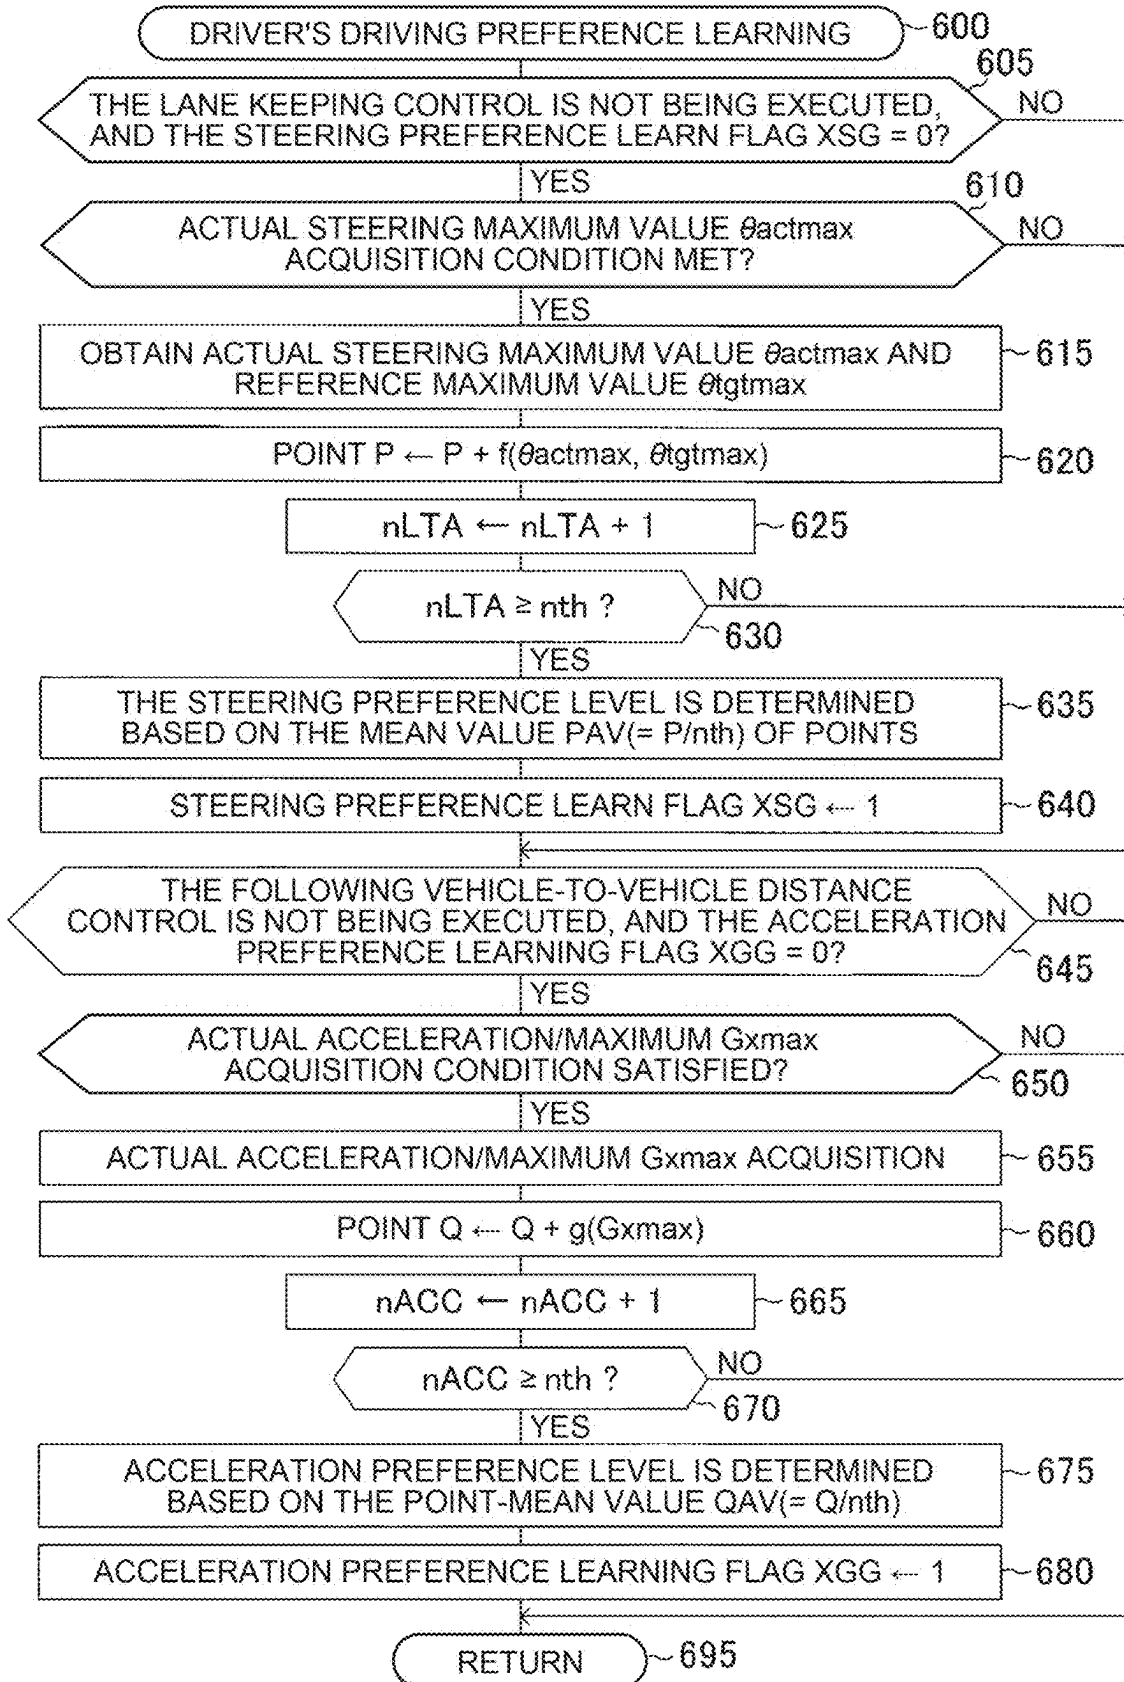 DRIVER'S DRIVING PREFERENCE LEARNING
600
605
THE LANE KEEPING CONTROL IS NOT BEING EXECUTED,
AND THE STEERING PREFERENCE LEARN FLAG XSG = 0?
NO
YES
610
ACTUAL STEERING MAXIMUM VALUE θactmax
ACQUISITION CONDITION MET?
NO
YES
OBTAIN ACTUAL STEERING MAXIMUM VALUE θactmax AND
REFERENCE MAXIMUM VALUE θtgtmax
615
POINT P ← P + f(θactmax, θtgtmax)
620
nLTA ← nLTA + 1
625
nLTA ≥ nth ?
NO
630
YES
THE STEERING PREFERENCE LEVEL IS DETERMINED
BASED ON THE MEAN VALUE PAV(= P/nth) OF POINTS
635
STEERING PREFERENCE LEARN FLAG XSG ← 1
640
THE FOLLOWING VEHICLE-TO-VEHICLE DISTANCE
CONTROL IS NOT BEING EXECUTED, AND THE ACCELERATION
PREFERENCE LEARNING FLAG XGG = 0?
NO
645
YES
ACTUAL ACCELERATION/MAXIMUM Gxmax
ACQUISITION CONDITION SATISFIED?
NO
650
YES
ACTUAL ACCELERATION/MAXIMUM Gxmax ACQUISITION
655
POINT Q ← Q + g(Gxmax)
660
nACC ← nACC + 1
665
nACC ≥ nth ?
NO
670
YES
ACCELERATION PREFERENCE LEVEL IS DETERMINED
BASED ON THE POINT-MEAN VALUE QAV(= Q/nth)
675
ACCELERATION PREFERENCE LEARNING FLAG XGG ← 1
680
RETURN
695